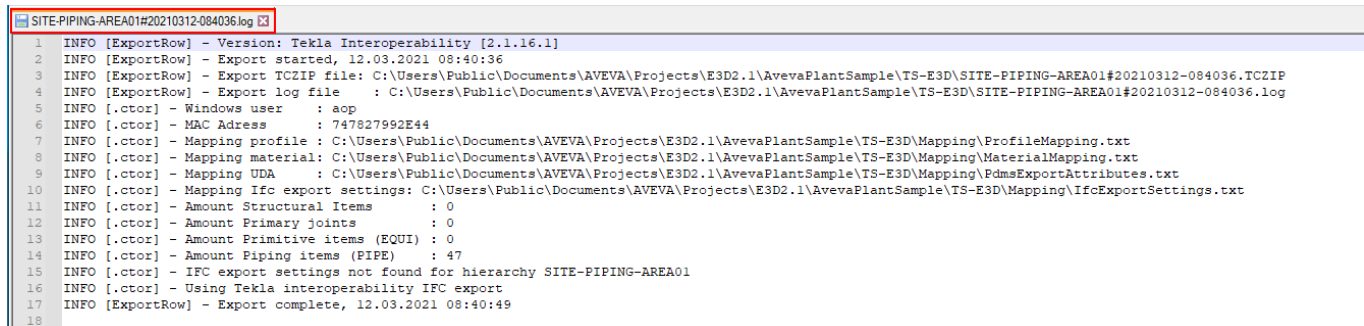 SITE-PIPING-AREA01#20210312-084036.log
1 INFO [ExportRow] - Version: Tekla Interoperability [2.1.16.1]
2 INFO [ExportRow] - Export started, 12.03.2021 08:40:36
3 INFO [ExportRow] - Export TCZIP file: C:\Users\Public\Documents\AVEVA\Projects\E3D2.1\AvevaPlantSample\TS-E3D\SITE-PIPING-AREA01#20210312-084036.TCZIP
4 INFO [ExportRow] - Export log file    : C:\Users\Public\Documents\AVEVA\Projects\E3D2.1\AvevaPlantSample\TS-E3D\SITE-PIPING-AREA01#20210312-084036.log
5 INFO [.ctor] - Windows user    : aop
6 INFO [.ctor] - MAC Adress      : 747827992E44
7 INFO [.ctor] - Mapping profile : C:\Users\Public\Documents\AVEVA\Projects\E3D2.1\AvevaPlantSample\TS-E3D\Mapping\ProfileMapping.txt
8 INFO [.ctor] - Mapping material: C:\Users\Public\Documents\AVEVA\Projects\E3D2.1\AvevaPlantSample\TS-E3D\Mapping\MaterialMapping.txt
9 INFO [.ctor] - Mapping UDA     : C:\Users\Public\Documents\AVEVA\Projects\E3D2.1\AvevaPlantSample\TS-E3D\Mapping\PdmsExportAttributes.txt
10 INFO [.ctor] - Mapping Ifc export settings: C:\Users\Public\Documents\AVEVA\Projects\E3D2.1\AvevaPlantSample\TS-E3D\Mapping\IfcExportSettings.txt
11 INFO [.ctor] - Amount Structural Items       : 0
12 INFO [.ctor] - Amount Primary joints         : 0
13 INFO [.ctor] - Amount Primitive items (EQUI) : 0
14 INFO [.ctor] - Amount Piping items (PIPE)    : 47
15 INFO [.ctor] - IFC export settings not found for hierarchy SITE-PIPING-AREA01
16 INFO [.ctor] - Using Tekla interoperability IFC export
17 INFO [ExportRow] - Export complete, 12.03.2021 08:40:49
18